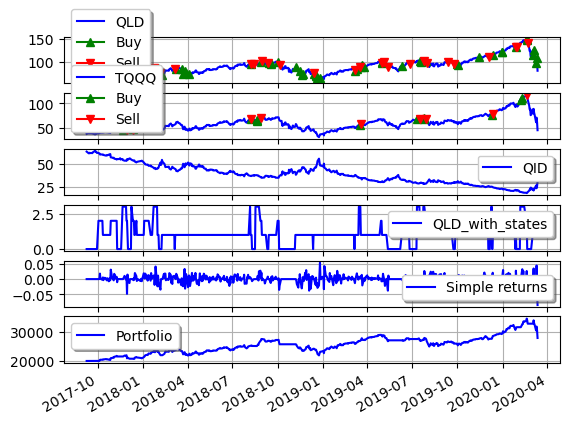 QLD
Buy
Sell
150
100
TQQQ
Buy
Sell
100
50
QID
50
25
QLD_with_states
2.5
0.0
Simple returns
0.05
0.00
−0.05
Portfolio
30000
20000
2017-10
2018-01
2018-04
2018-07
2018-10
2019-01
2019-04
2019-07
2019-10
2020-01
2020-04